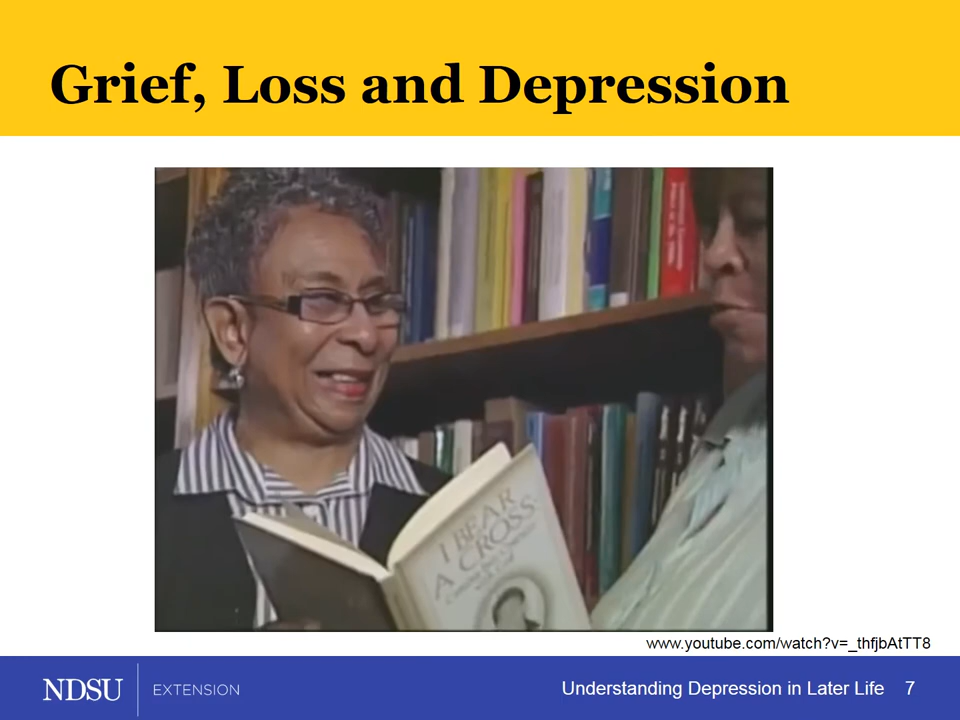 Grief, Loss and Depression
I BEAR
A CROSS
www.youtube.com/watch?v=_thfjbAtTT8
NDSU
EXTENSION
Understanding Depression in Later Life 7